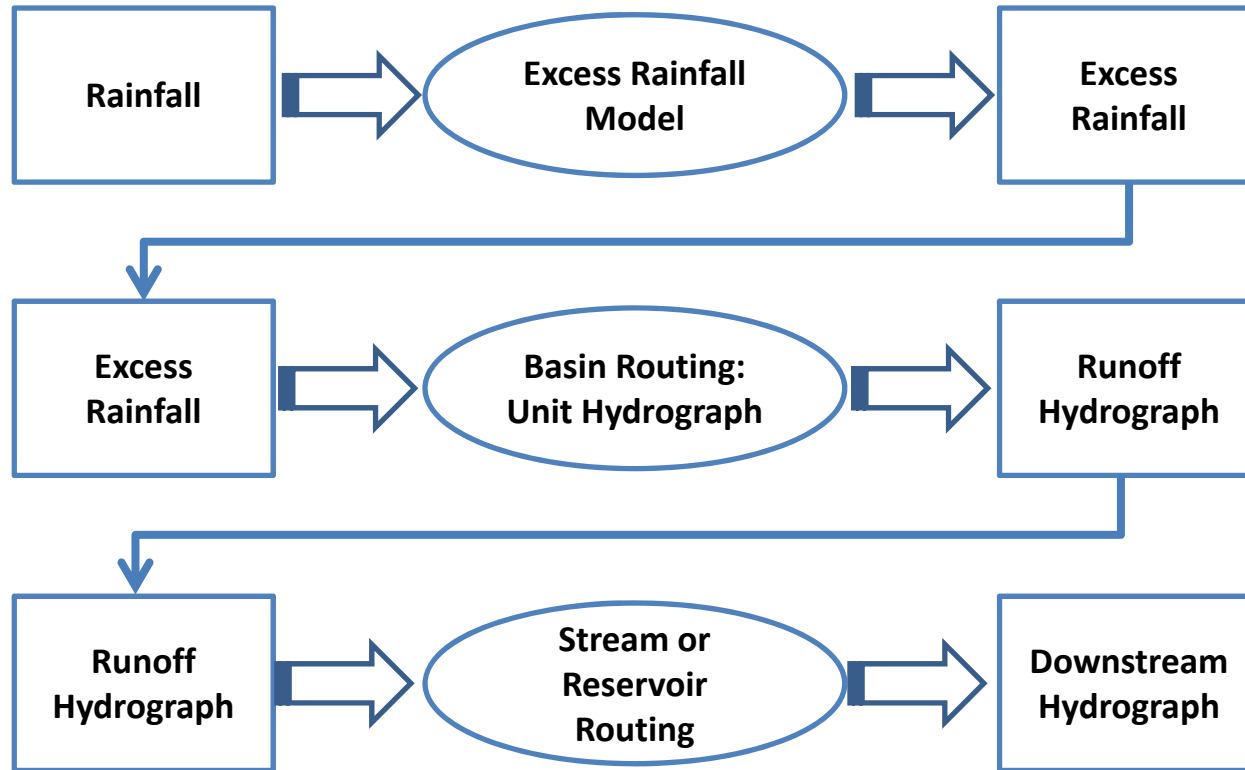 Rainfall
Excess Rainfall
Model
Excess
Rainfall
Excess
Rainfall
Basin Routing:
Unit Hydrograph
Runoff
Hydrograph
Runoff
Hydrograph
Stream or
Reservoir
Routing
Downstream
Hydrograph